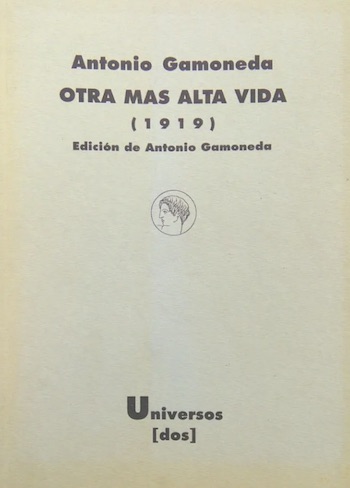 Antonio Gamoneda
OTRA MAS ALTA VIDA
(1919)
Edición de Antonio Gamoneda
Universos
[dos]